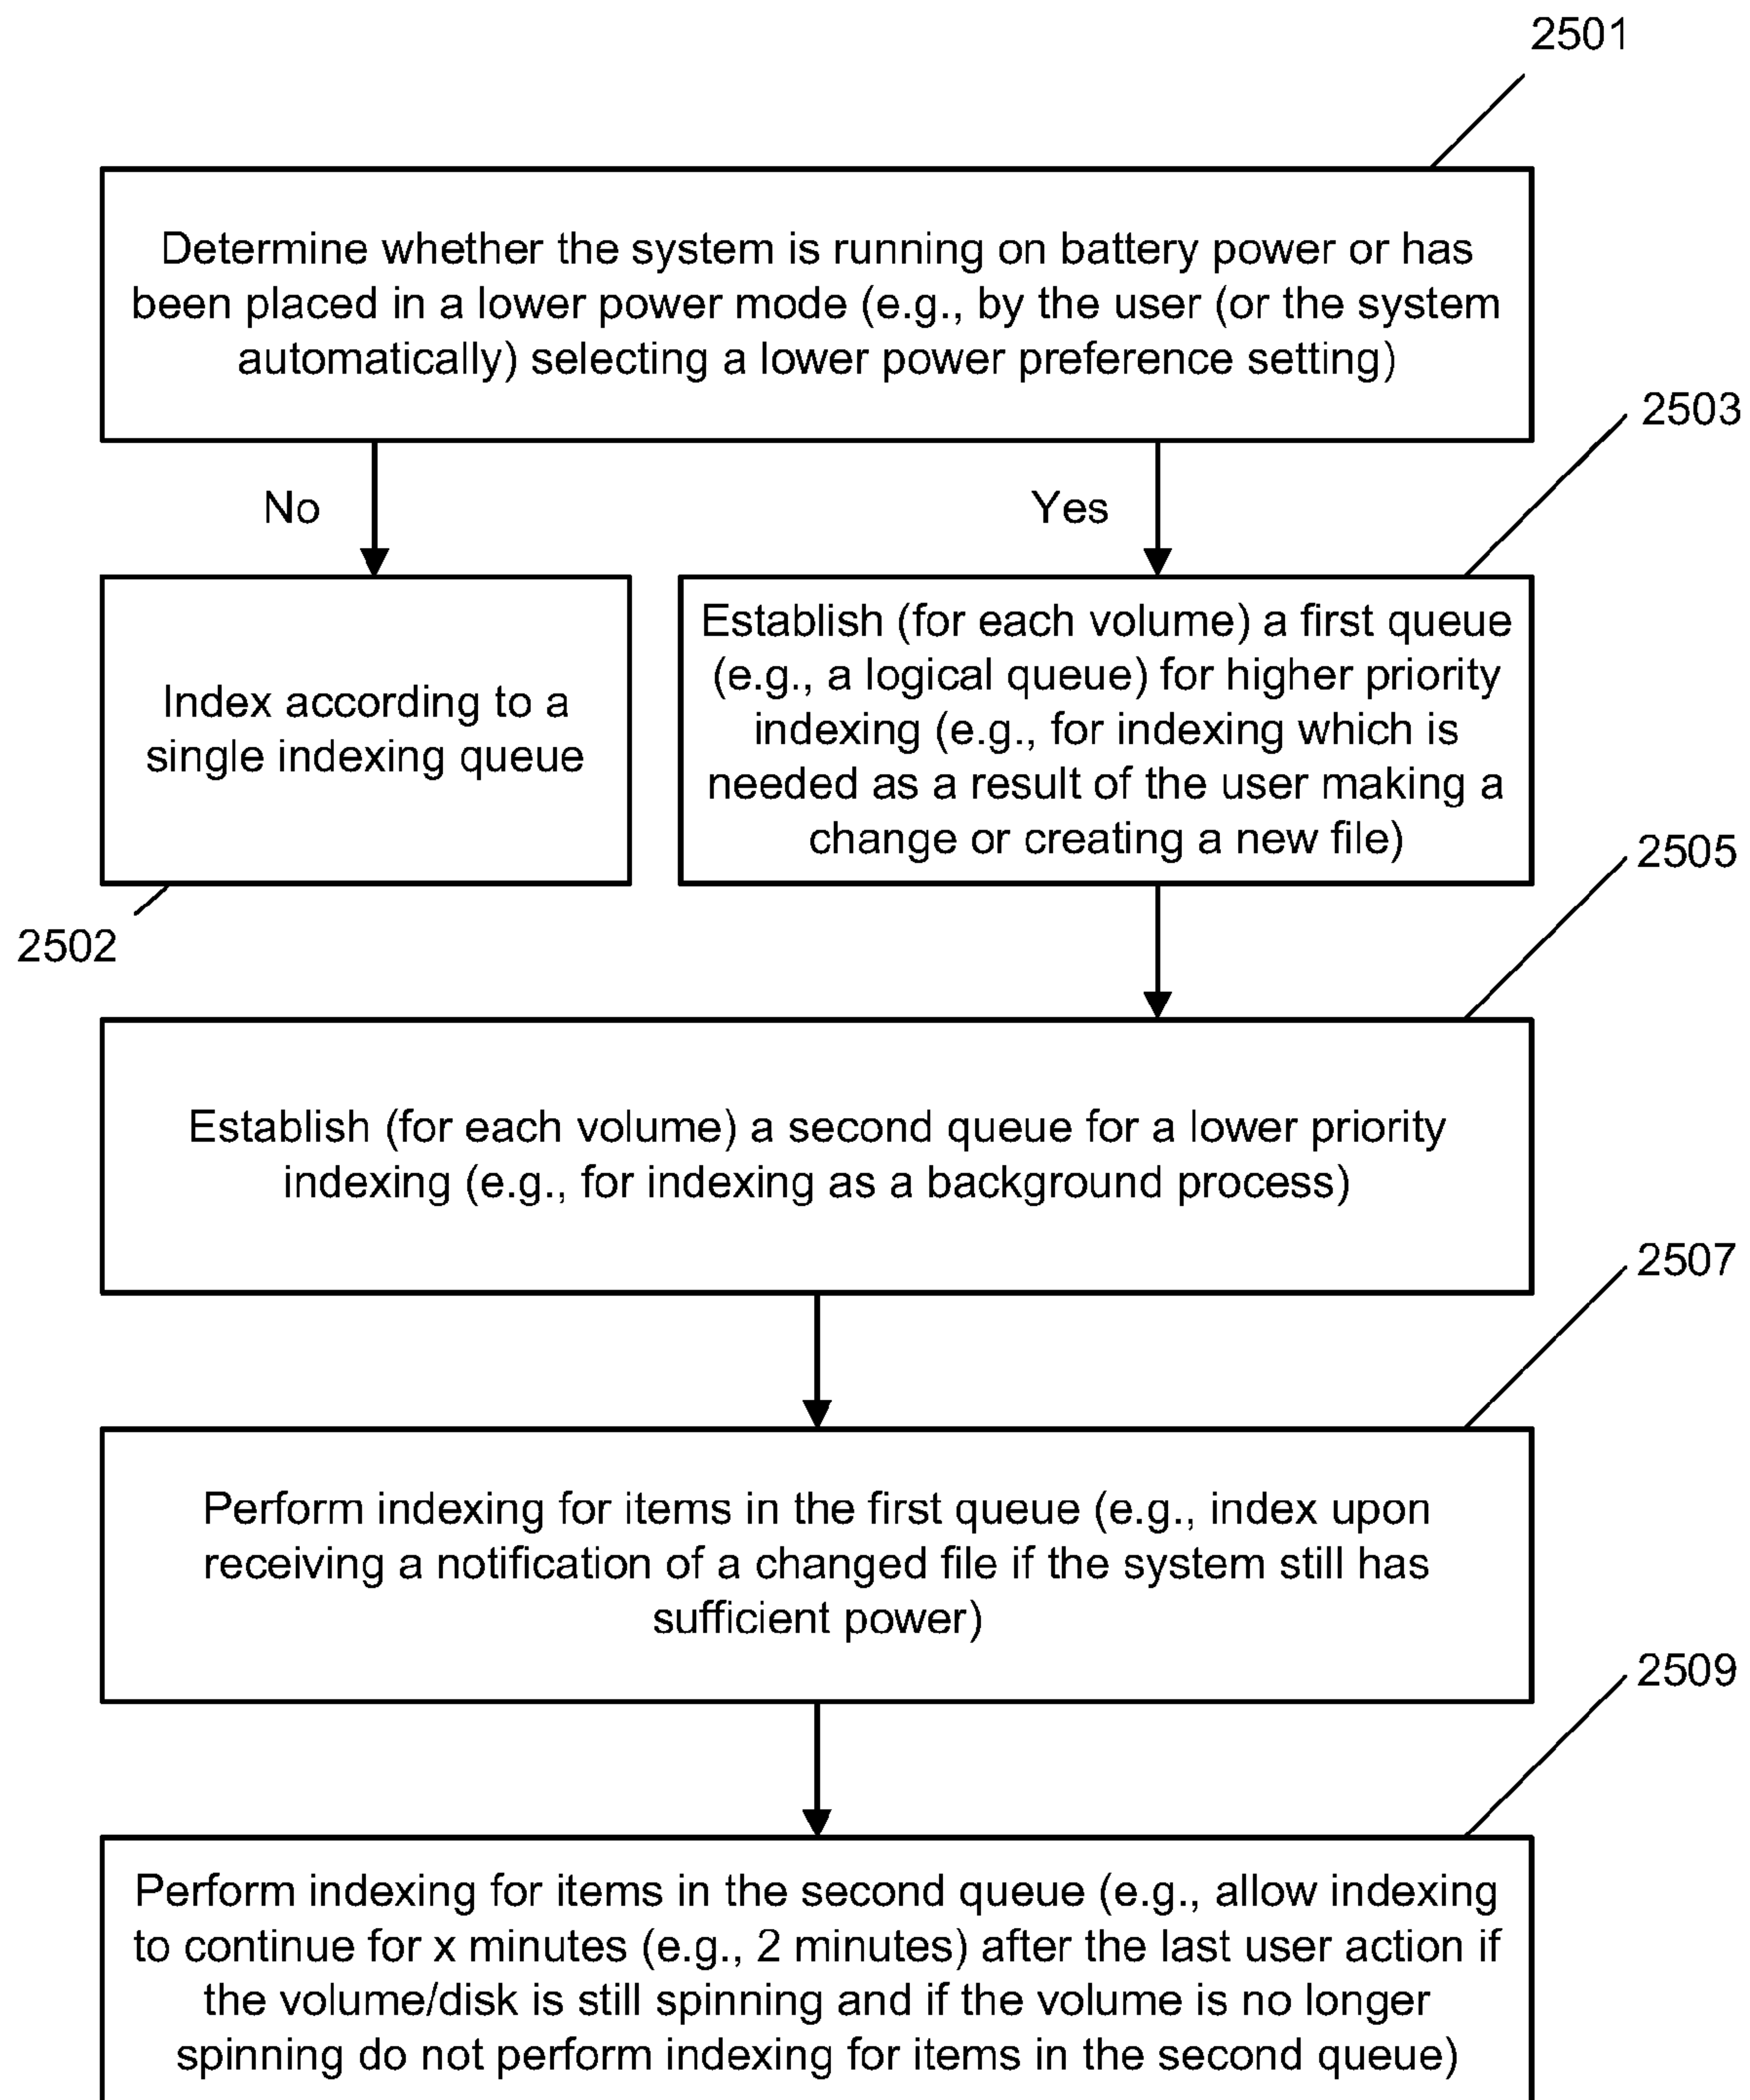 2501
Determine whether the system is running on battery power or has
been placed in a lower power mode (e.g., by the user (or the system
automatically) selecting a lower power preference setting)
2503
No
Yes
Index according to a
single indexing queue
2502
Establish (for each volume) a first queue
(e.g., a logical queue) for higher priority
indexing (e.g., for indexing which is
needed as a result of the user making a
change or creating a new file)
2505
Establish (for each volume) a second queue for a lower priority
indexing (e.g., for indexing as a background process)
2507
Perform indexing for items in the first queue (e.g., index upon
receiving a notification of a changed file if the system still has
sufficient power)
2509
Perform indexing for items in the second queue (e.g., allow indexing
to continue for x minutes (e.g., 2 minutes) after the last user action if
the volume/disk is still spinning and if the volume is no longer
spinning do not perform indexing for items in the second queue)